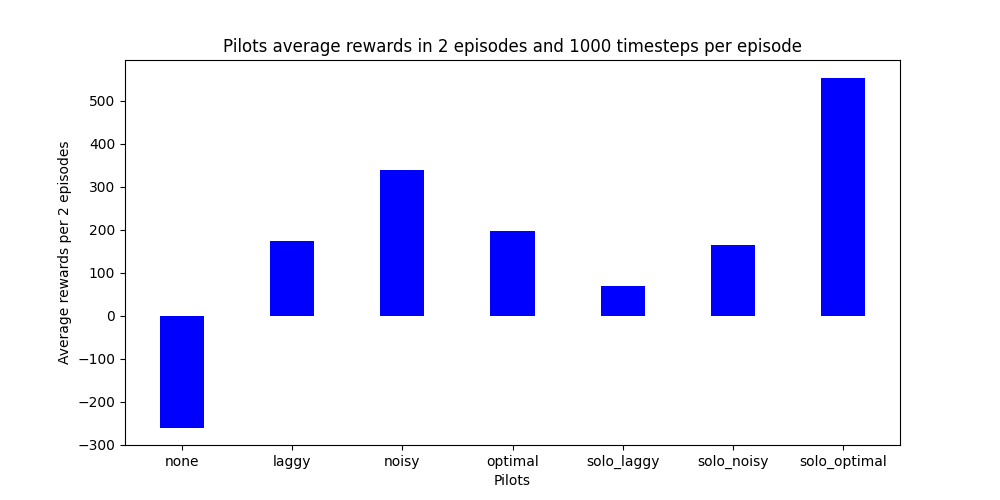 Pilots average rewards in 2 episodes and 1000 timesteps per episode
Average rewards per 2 episodes
500
400
300
200
100
0
−100
−200
−300
none laggy noisy optimal solo_laggy solo_noisy solo_optimal
Pilots